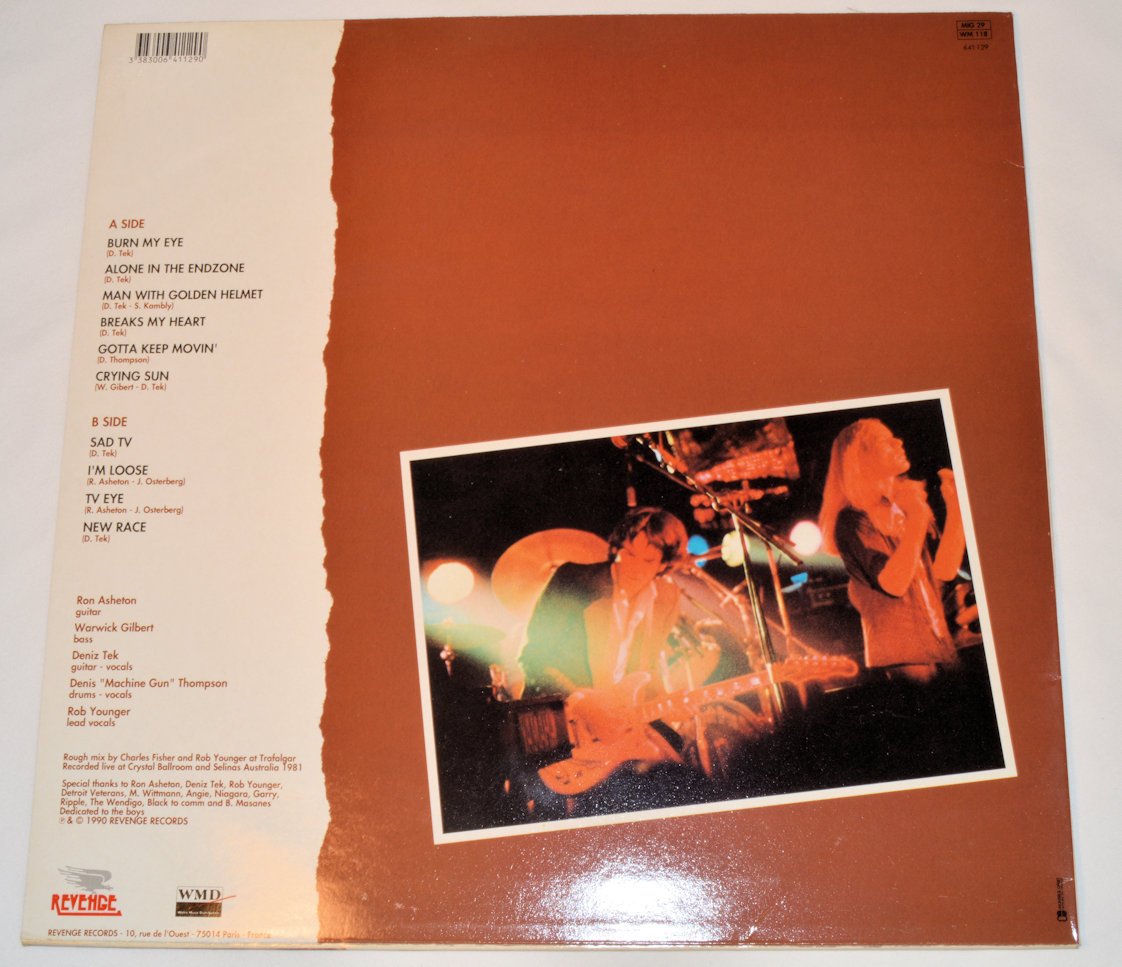 3 383006 411290
MIG 29
WM 118
641129
A SIDE
BURN MY EYE
(D. Tek)
ALONE IN THE ENDZONE
(D. Tek)
MAN WITH GOLDEN HELMET
(D. Tek - S. Kambly)
BREAKS MY HEART
(D. Tek)
GOTTA KEEP MOVIN'
(D. Thompson)
CRYING SUN
(W. Gibert - D. Tek)
B SIDE
SAD TV
(D. Tek)
I'M LOOSE
(R. Asheton - J. Osterberg)
TV EYE
(R. Asheton - J. Osterberg)
NEW RACE
(D. Tek)
Ron Asheton
guitar
Warwick Gilbert
bass
Deniz Tek
guitar - vocals
Denis "Machine Gun" Thompson
drums - vocals
Rob Younger
lead vocals
Rough mix by Charles Fisher and Rob Younger at Trafalgar
Recorded live at Crystal Ballroom and Selinas Australia 1981
Special thanks to Ron Asheton, Deniz Tek, Rob Younger,
Detroit Veterans, M. Wittmann, Angie, Niagara, Garry,
Ripple, The Wendigo, Black to comm and B. Masanes
Dedicated to the boys
℗ & © 1990 REVENGE RECORDS
REVENGE
WMD
REVENGE RECORDS - 10, rue de l'Ouest - 75014 Paris - France